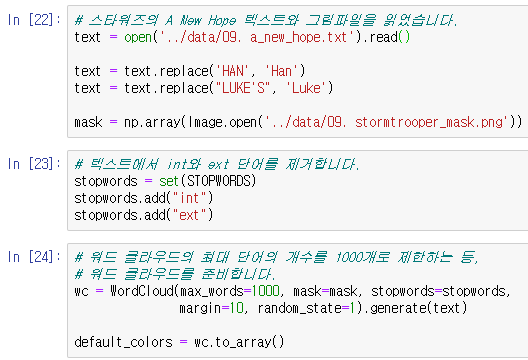 In [22]:
# 스타워즈의 A New Hope 텍스트와 그림파일을 읽었습니다.
text = open('../data/09. a_new_hope.txt').read()
text = text.replace('HAN', 'Han')
text = text.replace("LUKE'S", 'Luke')
mask = np.array(Image.open('../data/09. stormtrooper_mask.png'))
In [23]:
# 텍스트에서 int와 ext 단어를 제거합니다.
stopwords = set(STOPWORDS)
stopwords.add("int")
stopwords.add("ext")
In [24]:
# 워드 클라우드의 최대 단어의 개수를 1000개로 제한하는 등,
# 워드 클라우드를 준비합니다.
wc = WordCloud(max_words=1000, mask=mask, stopwords=stopwords,
margin=10, random_state=1).generate(text)
default_colors = wc.to_array()